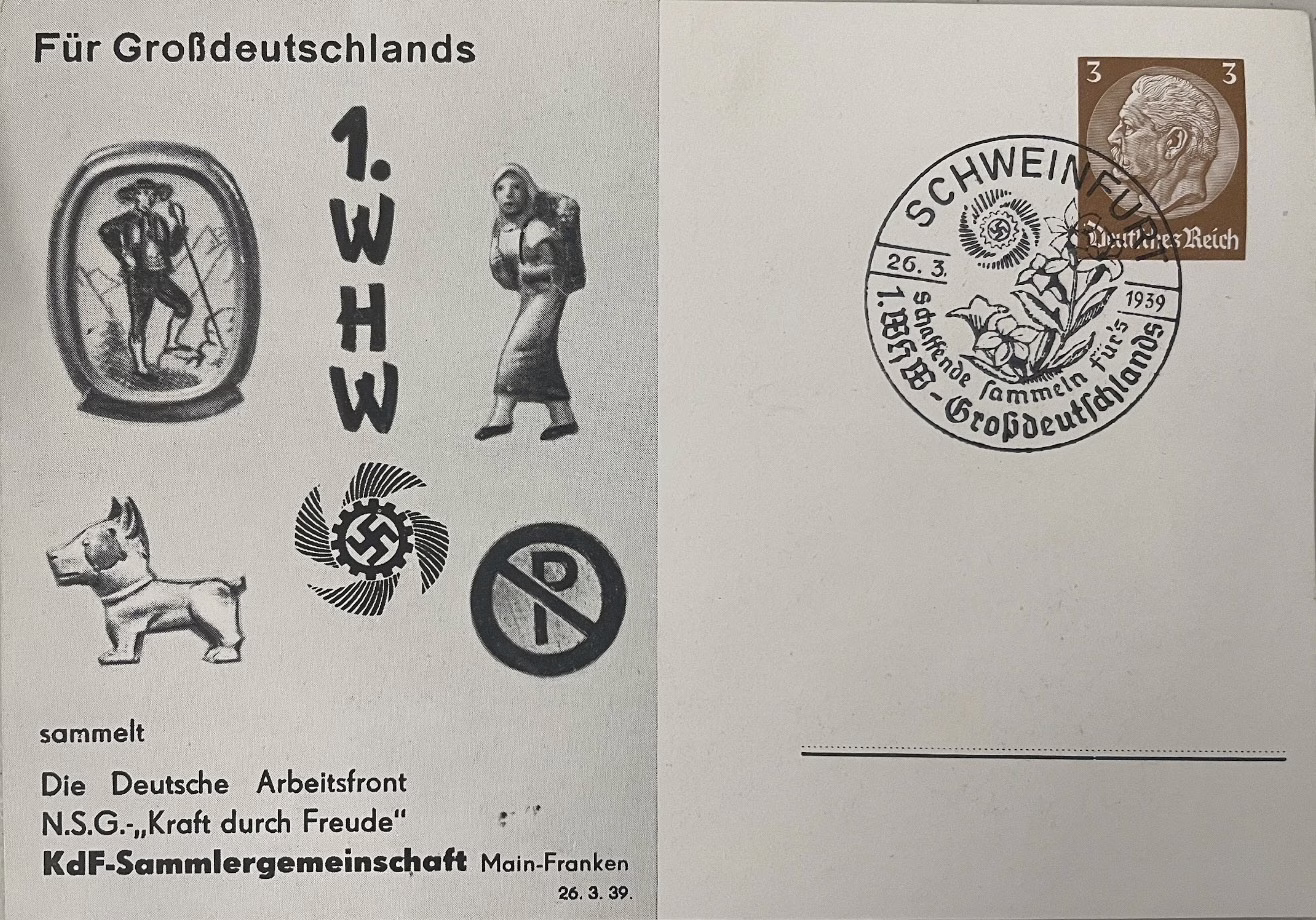 Für Großdeutschlands
1.
W
H
W
P
sammelt
Die Deutsche Arbeitsfront
N.S.G.-„Kraft durch Freude“
KdF-Sammlergemeinschaft Main-Franken
26. 3. 39.
3 3
Deutsches Reich
SCHWEINFURT
26. 3. 1939
Schaffende sammeln für's
1. WHW - Großdeutschlands